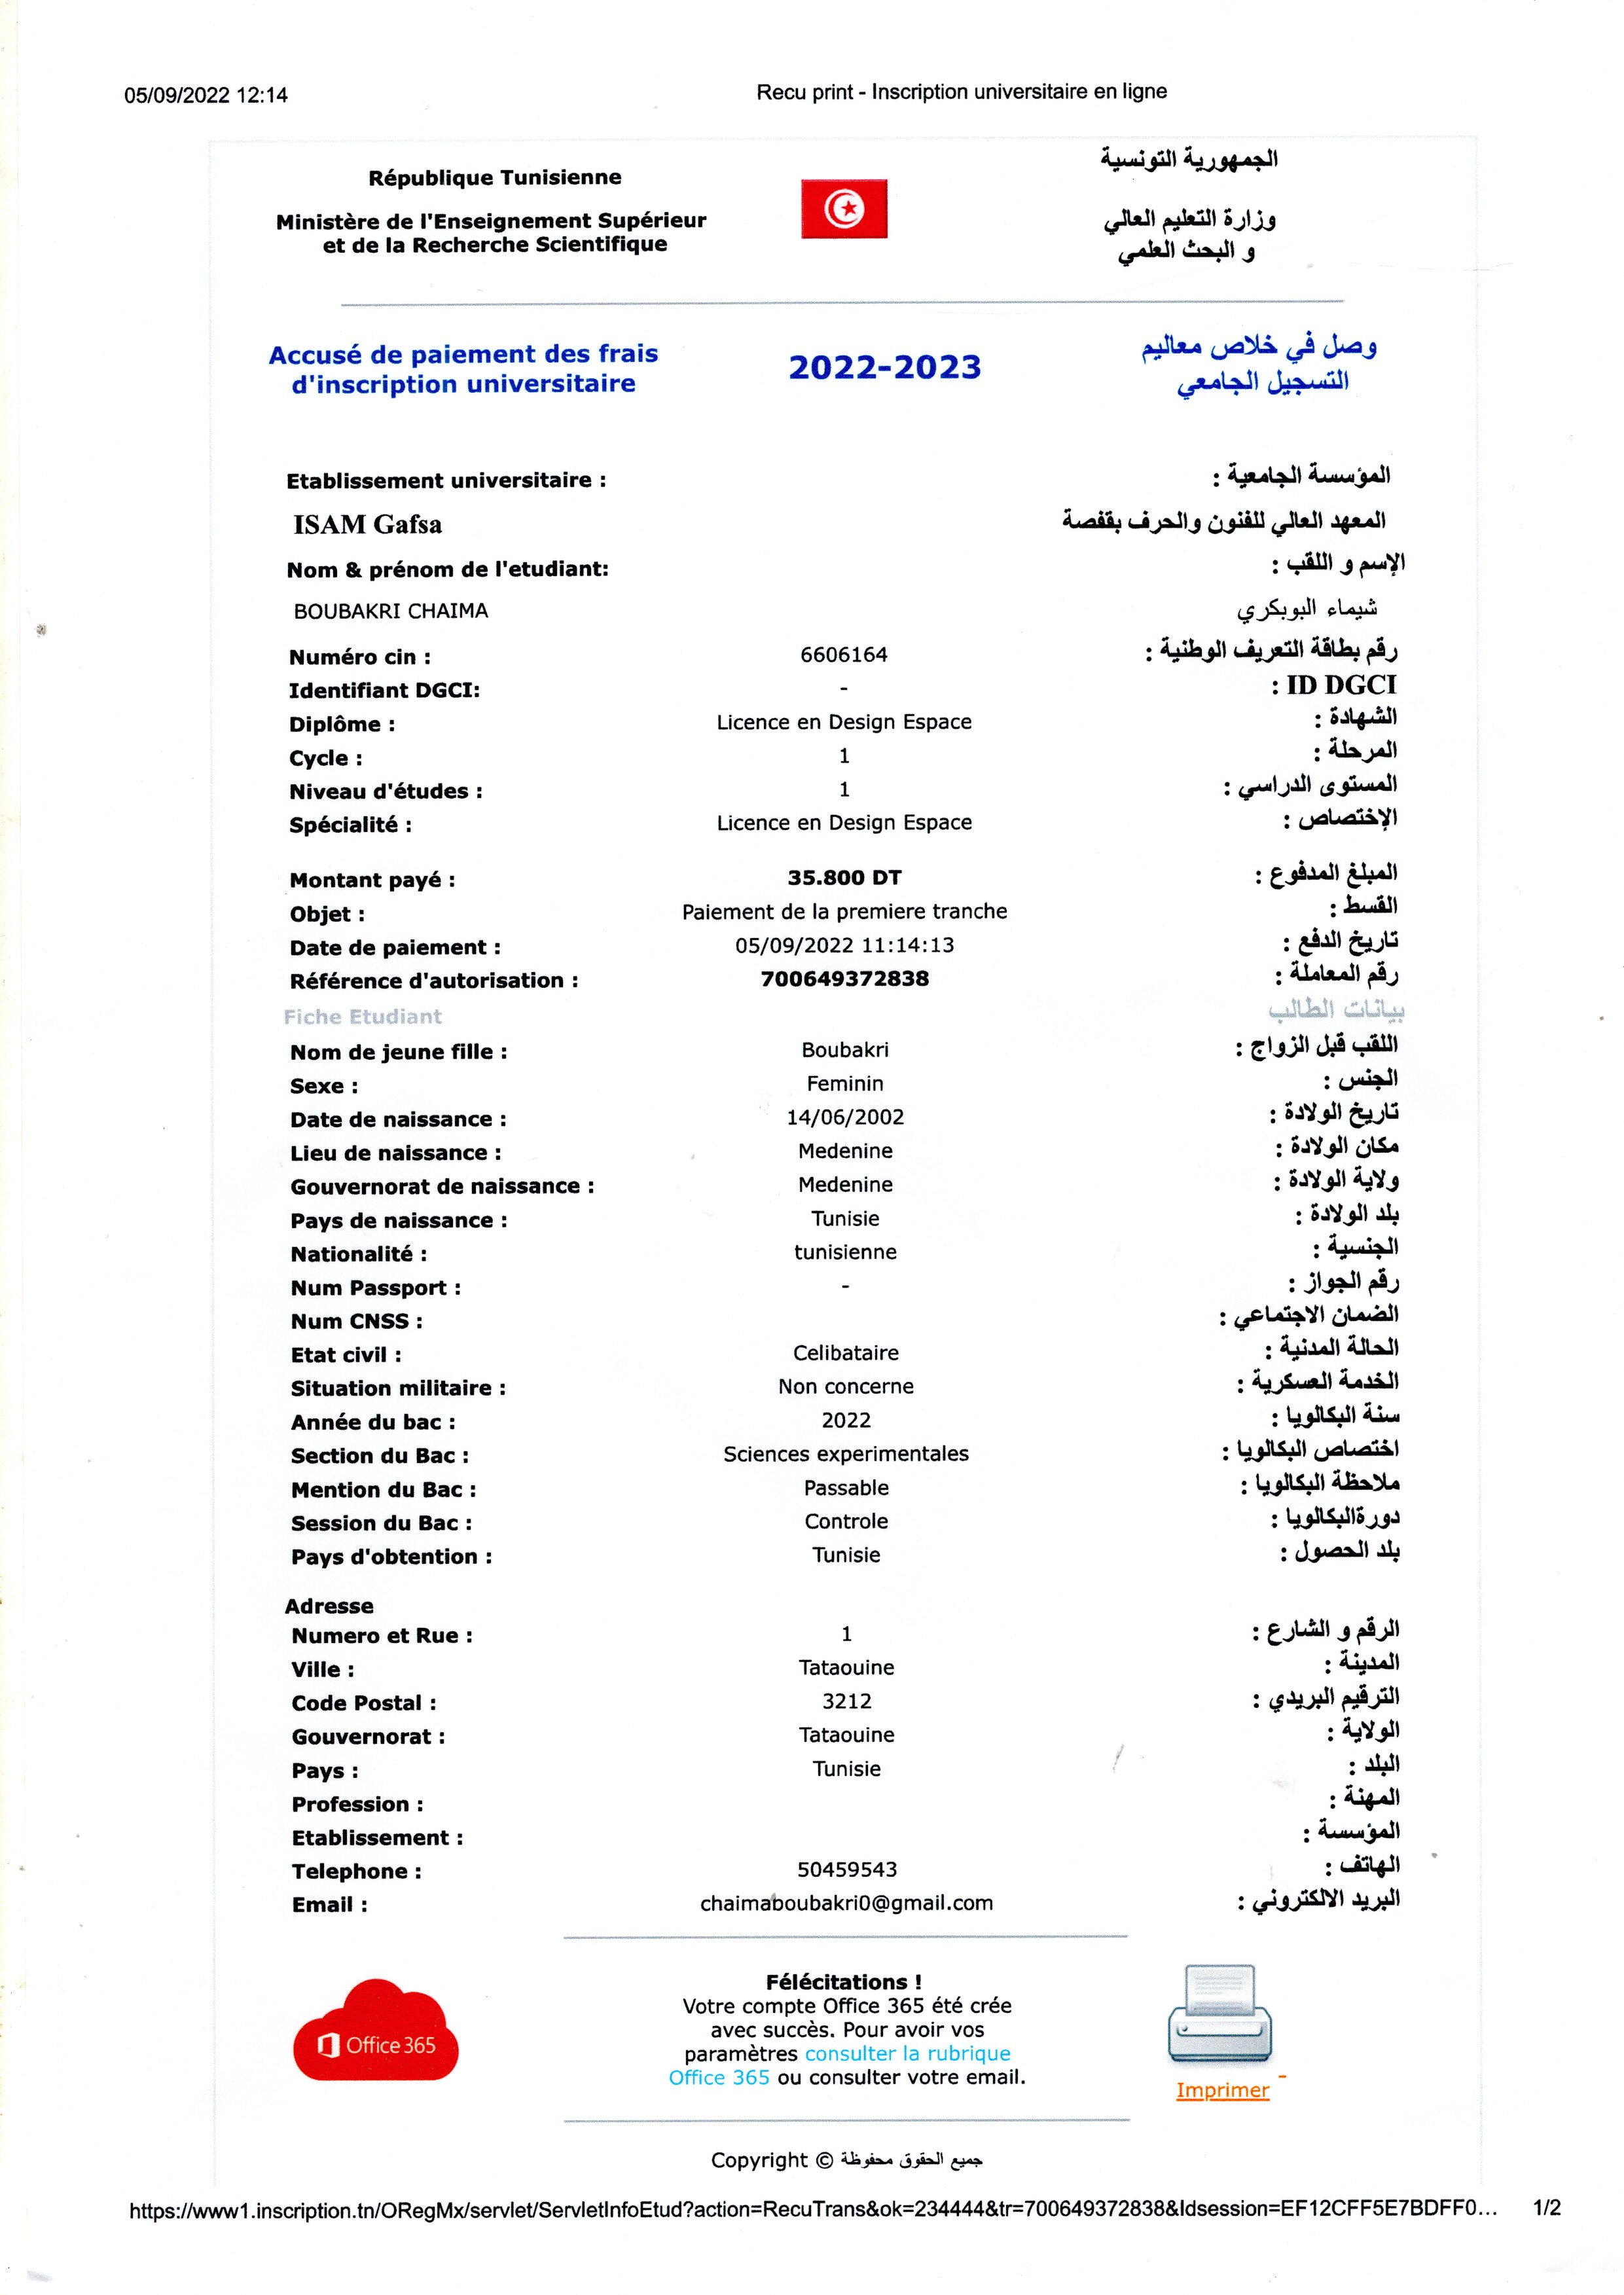 05/09/2022 12:14
Recu print - Inscription universitaire en ligne
République Tunisienne
الجمهورية التونسية
Ministère de l'Enseignement Supérieur
et de la Recherche Scientifique
وزارة التعليم العالي
و البحث العلمي
Accusé de paiement des frais
d'inscription universitaire
2022-2023
وصل في خلاص معاليم
التسجيل الجامعي
Etablissement universitaire :
المؤسسة الجامعية :
ISAM Gafsa
المعهد العالي للفنون والحرف بقفصة
Nom & prénom de l'etudiant:
الإسم و اللقب :
BOUBAKRI CHAIMA
شيماء البوبكري
Numéro cin : 6606164 رقم بطاقة التعريف الوطنية :
Identifiant DGCI: - ID DGCI :
Diplôme : Licence en Design Espace الشهادة :
Cycle : 1 المرحلة :
Niveau d'études : 1 المستوى الدراسي :
Spécialité : Licence en Design Espace الإختصاص :
Montant payé : 35.800 DT المبلغ المدفوع :
Objet : Paiement de la premiere tranche القسط :
Date de paiement : 05/09/2022 11:14:13 تاريخ الدفع :
Référence d'autorisation : 700649372838 رقم المعاملة :
Fiche Etudiant بيانات الطالب
Nom de jeune fille : Boubakri اللقب قبل الزواج :
Sexe : Feminin الجنس :
Date de naissance : 14/06/2002 تاريخ الولادة :
Lieu de naissance : Medenine مكان الولادة :
Gouvernorat de naissance : Medenine ولاية الولادة :
Pays de naissance : Tunisie بلد الولادة :
Nationalité : tunisienne الجنسية :
Num Passport : - رقم الجواز :
Num CNSS : الضمان الاجتماعي :
Etat civil : Celibataire الحالة المدنية :
Situation militaire : Non concerne الخدمة العسكرية :
Année du bac : 2022 سنة البكالويا :
Section du Bac : Sciences experimentales اختصاص البكالويا :
Mention du Bac : Passable ملاحظة البكالويا :
Session du Bac : Controle دورةالبكالويا :
Pays d'obtention : Tunisie بلد الحصول :
Adresse
Numero et Rue : 1 الرقم و الشارع :
Ville : Tataouine المدينة :
Code Postal : 3212 الترقيم البريدي :
Gouvernorat : Tataouine الولاية :
Pays : Tunisie البلد :
Profession : المهنة :
Etablissement : المؤسسة :
Telephone : 50459543 الهاتف :
Email : chaimaboubakri0@gmail.com البريد الالكتروني :
Office 365
Félécitations !
Votre compte Office 365 été crée
avec succès. Pour avoir vos
paramètres consulter la rubrique
Office 365 ou consulter votre email.
Imprimer
Copyright © جميع الحقوق محفوظة
https://www1.inscription.tn/ORegMx/servlet/ServletInfoEtud?action=RecuTrans&ok=234444&tr=700649372838&Idsession=EF12CFF5E7BDFF0... 1/2